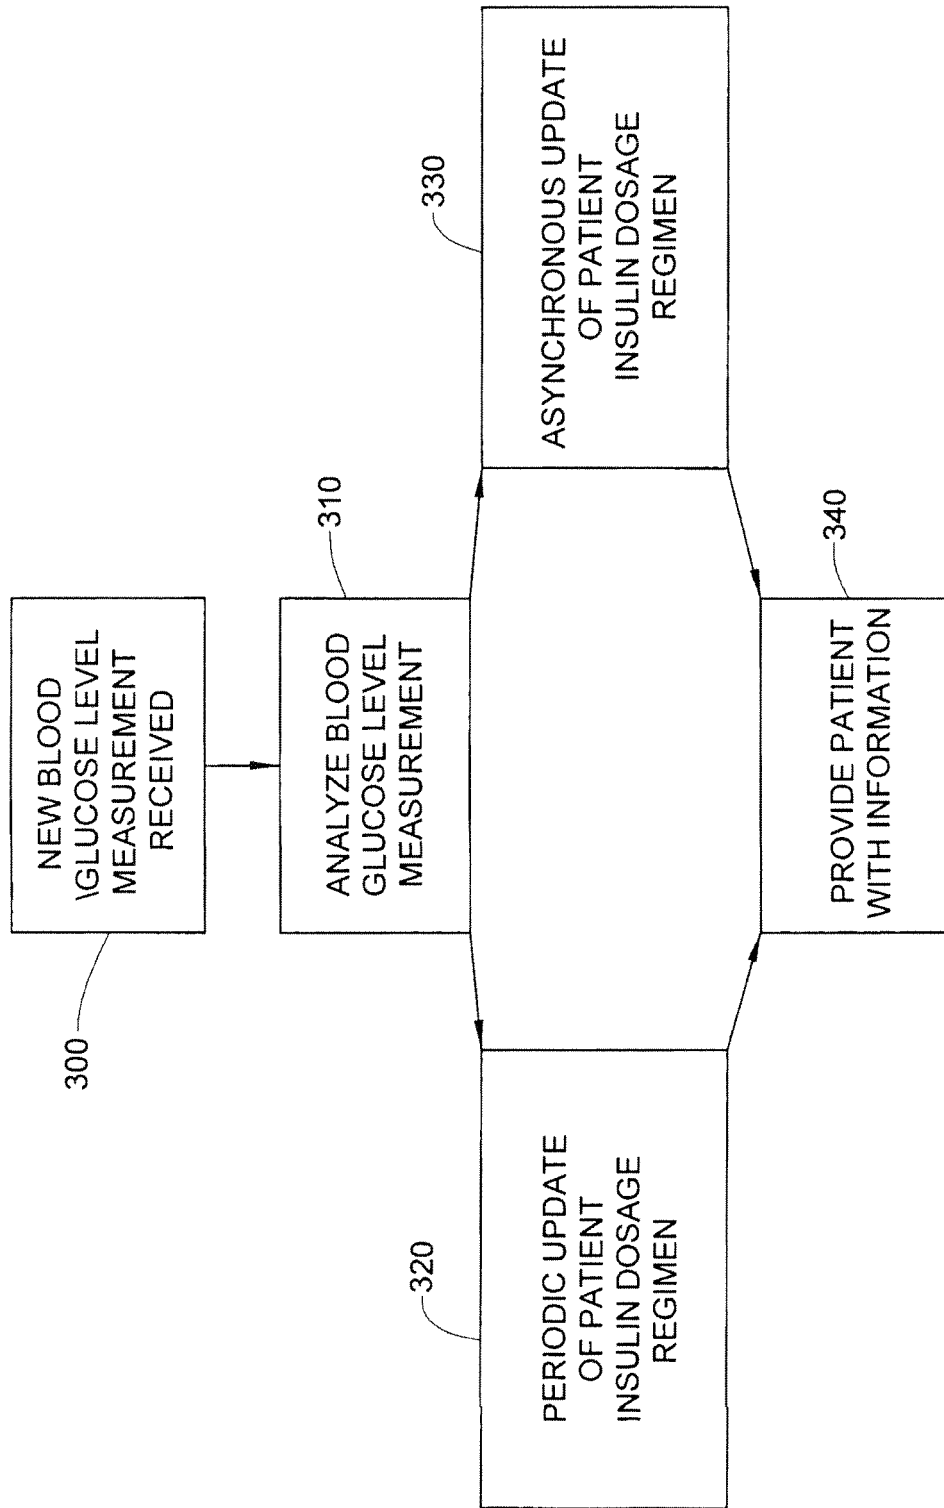 NEW BLOOD
\GLUCOSE LEVEL
MEASUREMENT
RECEIVED
300
ANALYZE BLOOD
GLUCOSE LEVEL
MEASUREMENT
310
PERIODIC UPDATE
OF PATIENT
INSULIN DOSAGE
REGIMEN
320
ASYNCHRONOUS UPDATE
OF PATIENT
INSULIN DOSAGE
REGIMEN
330
PROVIDE PATIENT
WITH INFORMATION
340